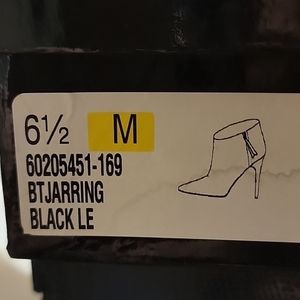 6½ M
60205451-169
BTJARRING
BLACK LE